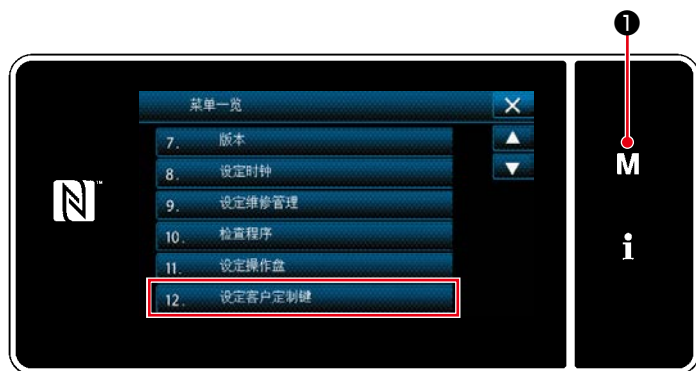 ❶
菜单一览
7. 版本
8. 设定时钟
9. 设定维修管理
10. 检查程序
11. 设定操作盘
12. 设定客户定制键
M
i